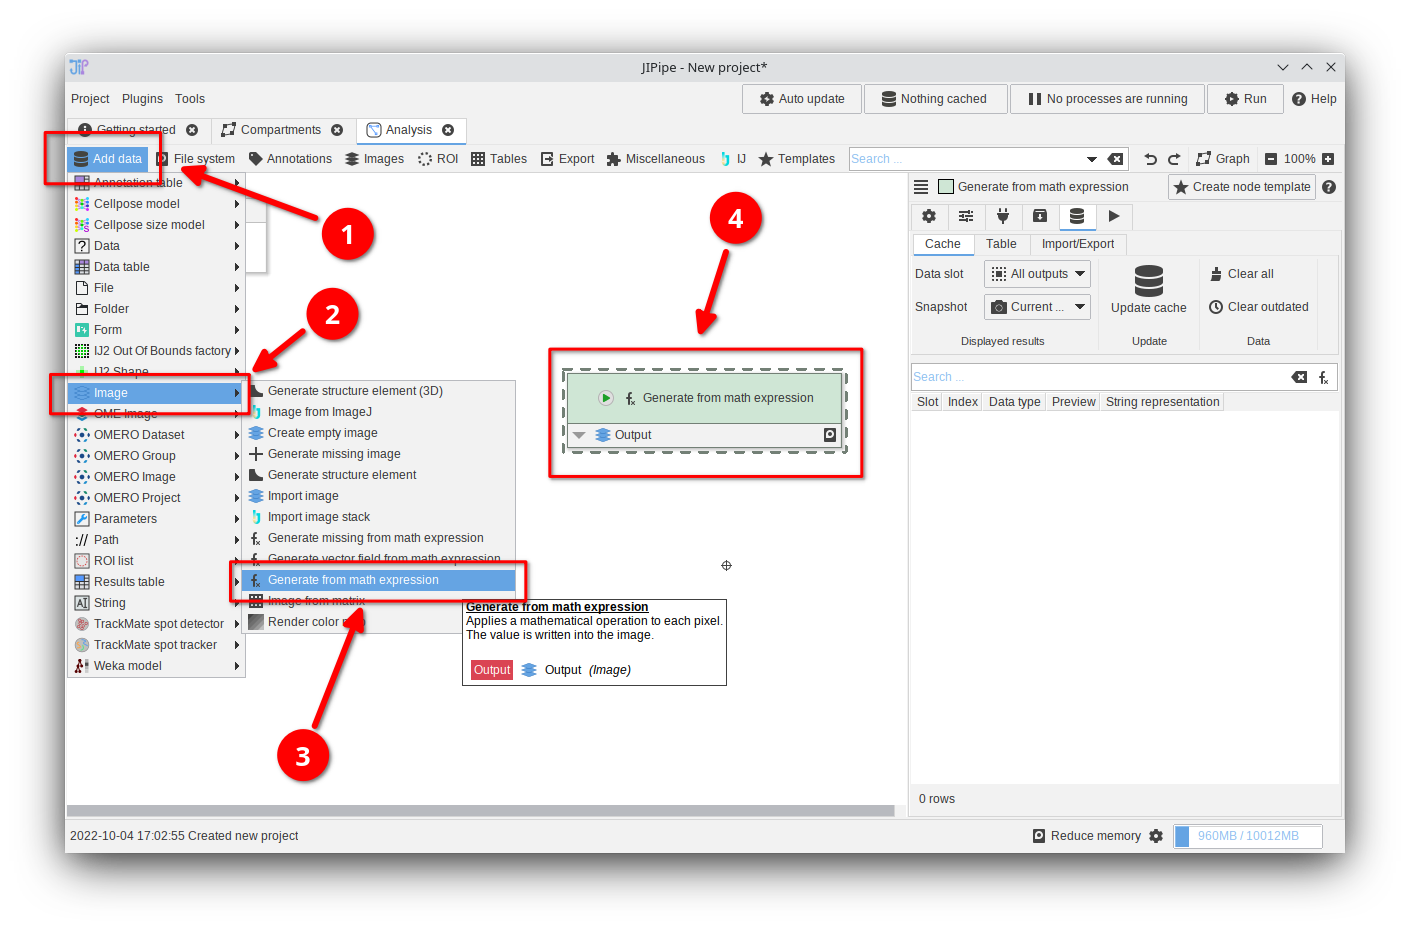 JIPipe - New project*
Project Plugins Tools
Auto update
Nothing cached
No processes are running
Run
Help
Getting started
Compartments
Analysis
Add data
File system
Annotations
Images
ROI
Tables
Export
Miscellaneous
IJ
Templates
Search ...
Graph
100%
Annotation table
Cellpose model
Cellpose size model
Data
Data table
File
Folder
Form
IJ2 Out Of Bounds factory
IJ2 Shape
Image
OME Image
OMERO Dataset
OMERO Group
OMERO Image
OMERO Project
Parameters
Path
ROI list
Results table
String
TrackMate spot detector
TrackMate spot tracker
Weka model
Generate structure element (3D)
Image from ImageJ
Create empty image
Generate missing image
Generate structure element
Import image
Import image stack
Generate missing from math expression
Generate vector field from math expression
Generate from math expression
Image from matrix
Render color
Generate from math expression
Applies a mathematical operation to each pixel.
The value is written into the image.
Output Output (Image)
1
2
3
4
Generate from math expression
Output
Generate from math expression
Create node template
Cache Table Import/Export
Data slot All outputs
Snapshot Current ...
Displayed results
Update cache
Update
Clear all
Clear outdated
Data
Search ...
Slot Index Data type Preview String representation
0 rows
2022-10-04 17:02:55 Created new project
Reduce memory
960MB / 10012MB